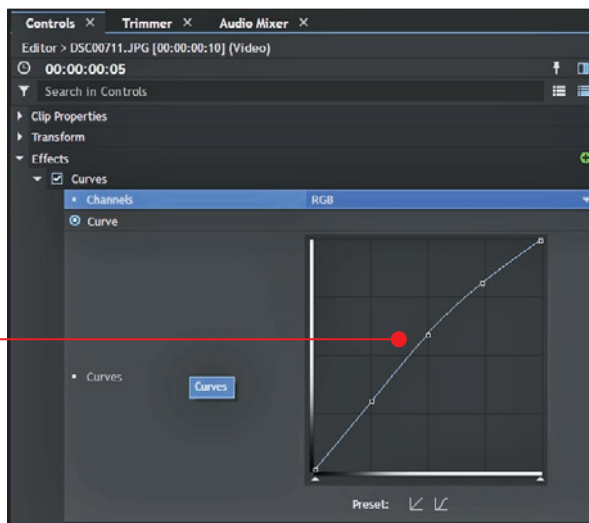 Controls × Trimmer × Audio Mixer ×
Editor > DSC00711.JPG [00:00:00:10] (Video)
00:00:00:05
Search in Controls
Clip Properties
Transform
Effects
Curves
Channels RGB
Curve
Curves Curves
Preset: